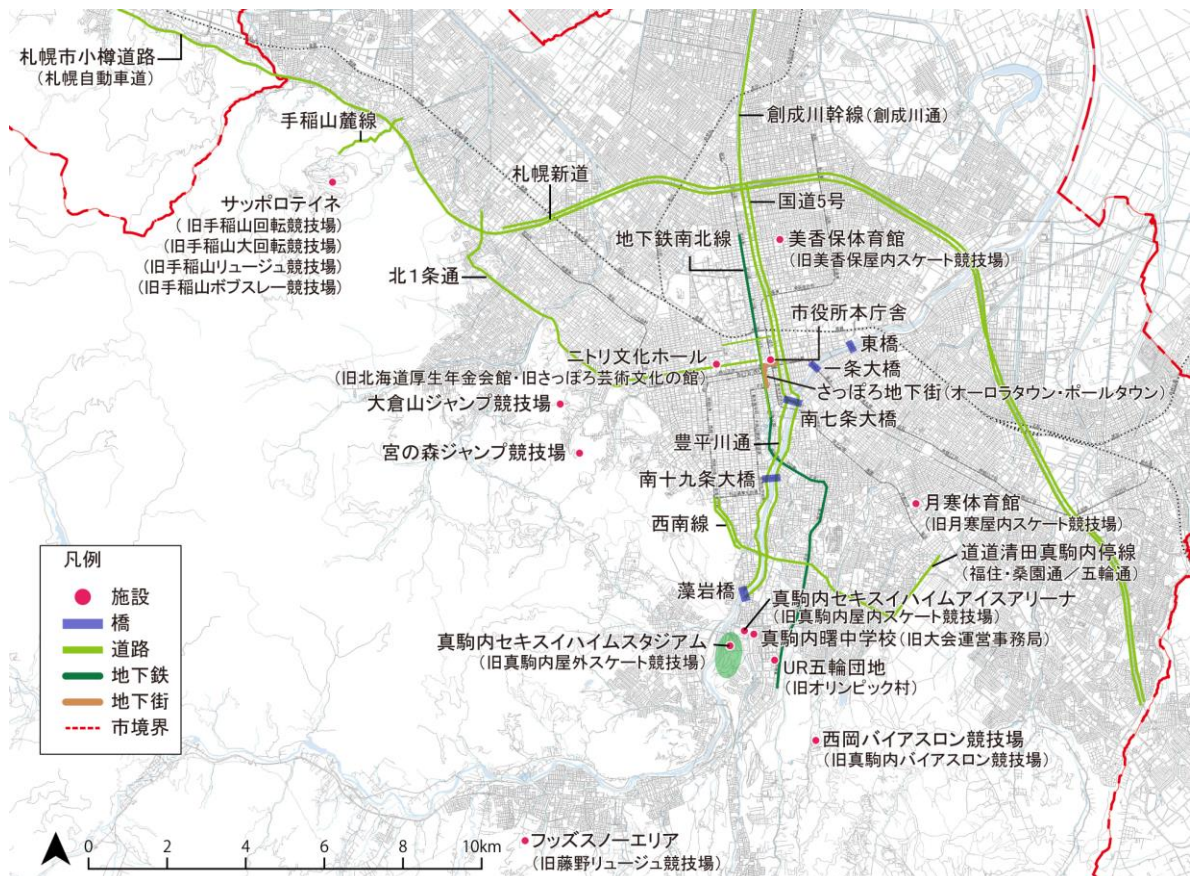 札幌市小樽道路
(札幌自動車道)
手稲山麓線
創成川幹線(創成川通)
札幌新道
サッポロテイネ
(旧手稲山回転競技場)
(旧手稲山大回転競技場)
(旧手稲山リュージュ競技場)
(旧手稲山ボブスレー競技場)
国道5号
地下鉄南北線
美香保体育館
(旧美香保屋内スケート競技場)
北1条通
市役所本庁舎
東橋
ニトリ文化ホール
(旧北海道厚生年金会館・旧さっぽろ芸術文化の館)
一条大橋
さっぽろ地下街(オーロラタウン・ポールタウン)
大倉山ジャンプ競技場
南七条大橋
豊平川通
宮の森ジャンプ競技場
南十九条大橋
月寒体育館
(旧月寒屋内スケート競技場)
西南線
道道清田真駒内停線
(福住・桑園通/五輪通)
藻岩橋
真駒内セキスイハイムアイスアリーナ
(旧真駒内屋内スケート競技場)
真駒内セキスイハイムスタジアム
(旧真駒内屋外スケート競技場)
真駒内曙中学校(旧大会運営事務局)
UR五輪団地
(旧オリンピック村)
西岡バイアスロン競技場
(旧真駒内バイアスロン競技場)
フッズスノーエリア
(旧藤野リュージュ競技場)
凡例
施設
橋
道路
地下鉄
地下街
市境界
0 2 4 6 8 10km